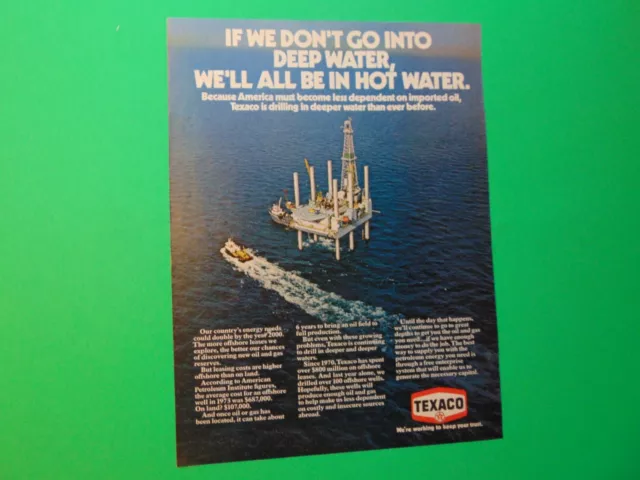 IF WE DON'T GO INTO
DEEP WATER,
WE'LL ALL BE IN HOT WATER.
Because America must become less dependent on imported oil,
Texaco is drilling in deeper water than ever before.
Our country's energy needs
could double by the year 2000.
The more offshore leases we
explore, the better our chances
of discovering new oil and gas
reserves.
But leasing costs are higher
offshore than on land.
According to American
Petroleum Institute figures,
the average cost for an offshore
well in 1973 was $687,000.
On land? $107,000.
And once oil or gas has
been located, it can take about
6 years to bring an oil field to
full production.
But even with these growing
problems, Texaco is continuing
to drill in deeper and deeper
waters.
Since 1970, Texaco has spent
over $800 million on offshore
leases. And last year alone, we
drilled over 100 offshore wells.
Hopefully, these wells will
produce enough oil and gas
to help make us less dependent
on costly and insecure sources
abroad.
Until the day that happens,
we'll continue to go to great
depths to get you the oil and gas
you need...if we have enough
money to do the job. The best
way to supply you with the
petroleum energy you need is
through a free enterprise
system that will enable us to
generate the necessary capital.
TEXACO
We're working to keep your trust.